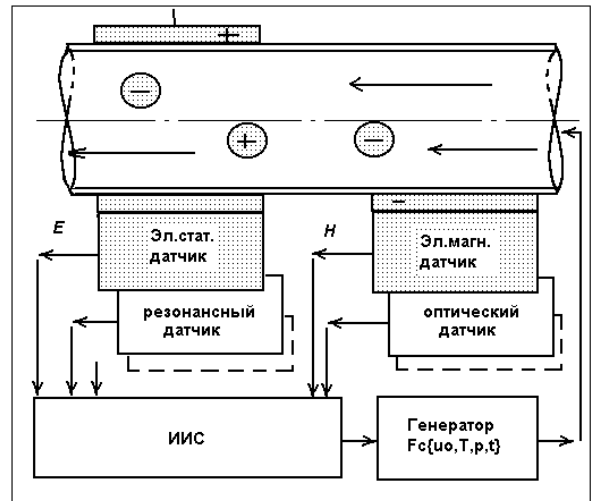 +
−
+
−
−
E
Эл.стат.
датчик
H
Эл.магн.
датчик
резонансный
датчик
оптический
датчик
ИИС
Генератор
Fc{uo,T,p,t}